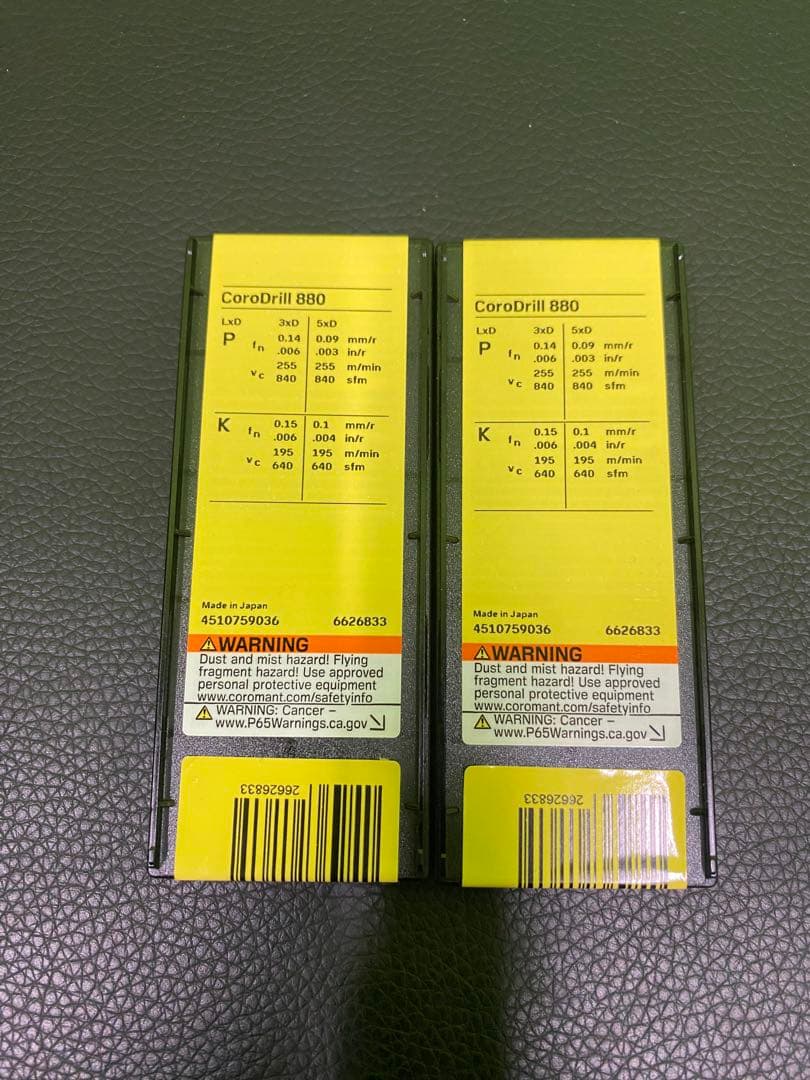 CoroDrill 880
LxD 3xD 5xD
P fn 0.14 0.09 mm/r
.006 .003 in/r
vc 255 255 m/min
840 840 sfm
K fn 0.15 0.1 mm/r
.006 .004 in/r
vc 195 195 m/min
640 640 sfm
Made in Japan
4510759036 6626833
WARNING
Dust and mist hazard! Flying
fragment hazard! Use approved
personal protective equipment
www.coromant.com/safetyinfo
WARNING: Cancer –
www.P65Warnings.ca.gov
26626833
CoroDrill 880
LxD 3xD 5xD
P fn 0.14 0.09 mm/r
.006 .003 in/r
vc 255 255 m/min
840 840 sfm
K fn 0.15 0.1 mm/r
.006 .004 in/r
vc 195 195 m/min
640 640 sfm
Made in Japan
4510759036 6626833
WARNING
Dust and mist hazard! Flying
fragment hazard! Use approved
personal protective equipment
www.coromant.com/safetyinfo
WARNING: Cancer –
www.P65Warnings.ca.gov
26626833